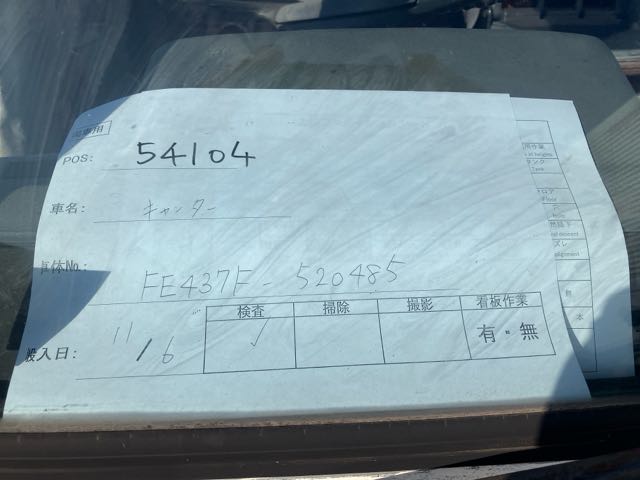 POS: 54104
車名: キャンター
車体No. FE437F-520485
検査 掃除 撮影 看板作業
✓ 有・無
搬入日: 11/6